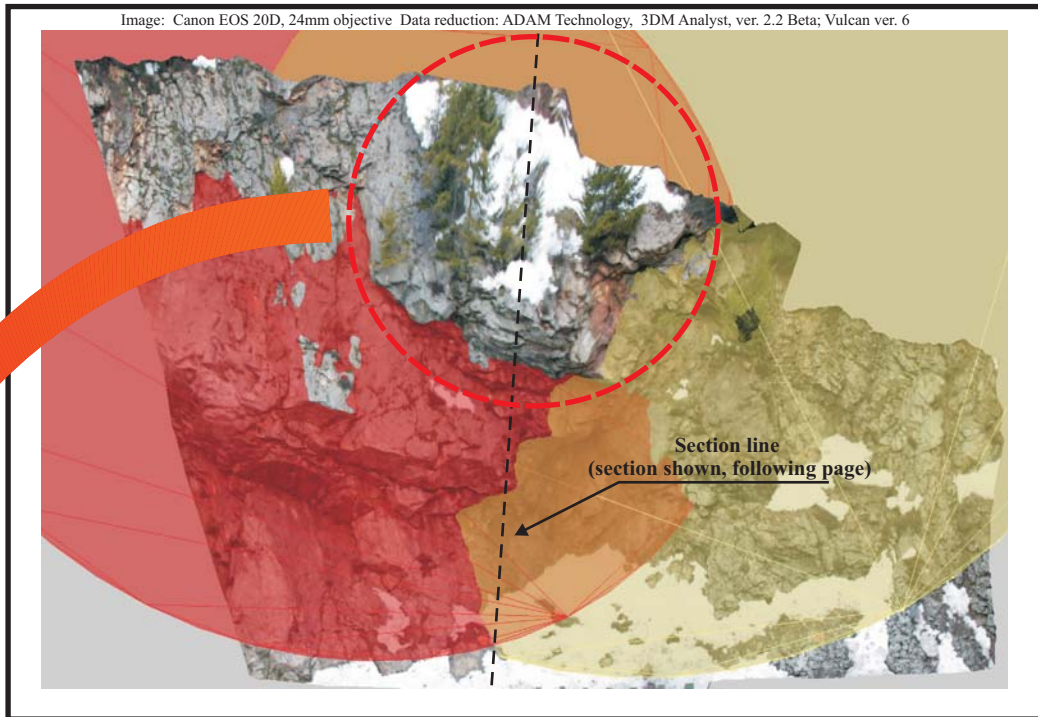 Image: Canon EOS 20D, 24mm objective Data reduction: ADAM Technology, 3DM Analyst, ver. 2.2 Beta; Vulcan ver. 6
Section line
(section shown, following page)